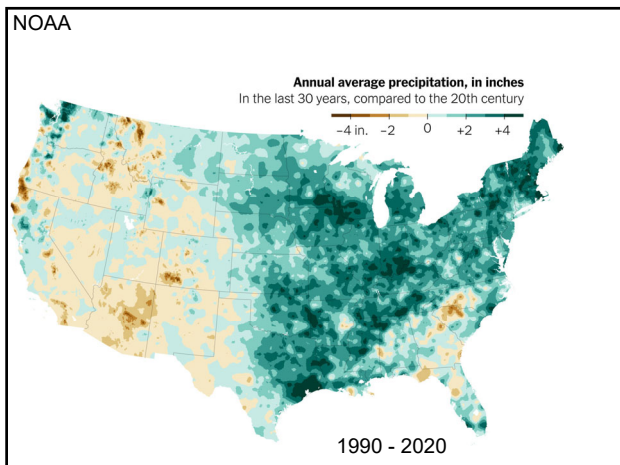 NOAA
Annual average precipitation, in inches
In the last 30 years, compared to the 20th century
–4 in. –2 0 +2 +4
1990 - 2020